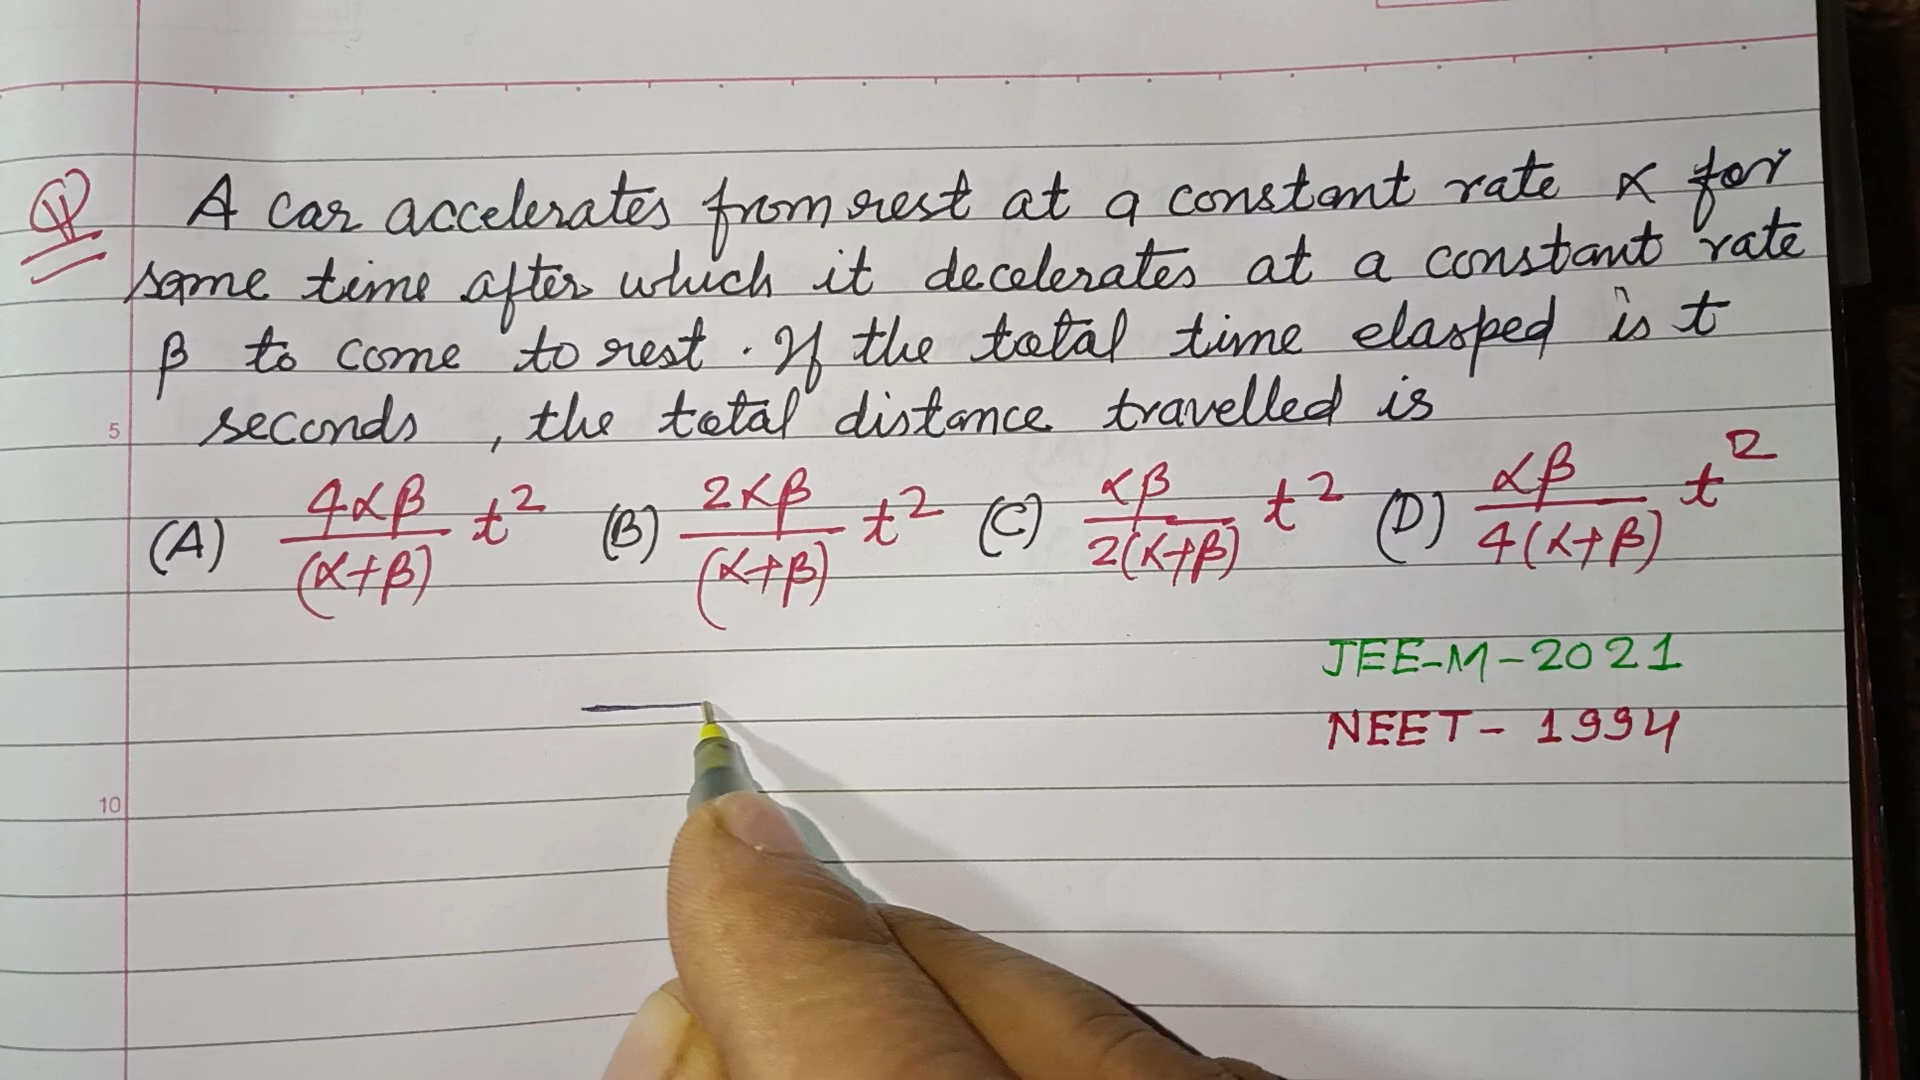 Q
A car accelerates from rest at a constant rate α for
some time after which it decelerates at a constant rate
β to come to rest. If the total time elasped is t
5
seconds, the total distance travelled is
(A) 4αβ/(α+β) t² (B) 2αβ/(α+β) t² (C) αβ/2(α+β) t² (D) αβ/4(α+β) t²
JEE-M-2021
NEET-1994
10